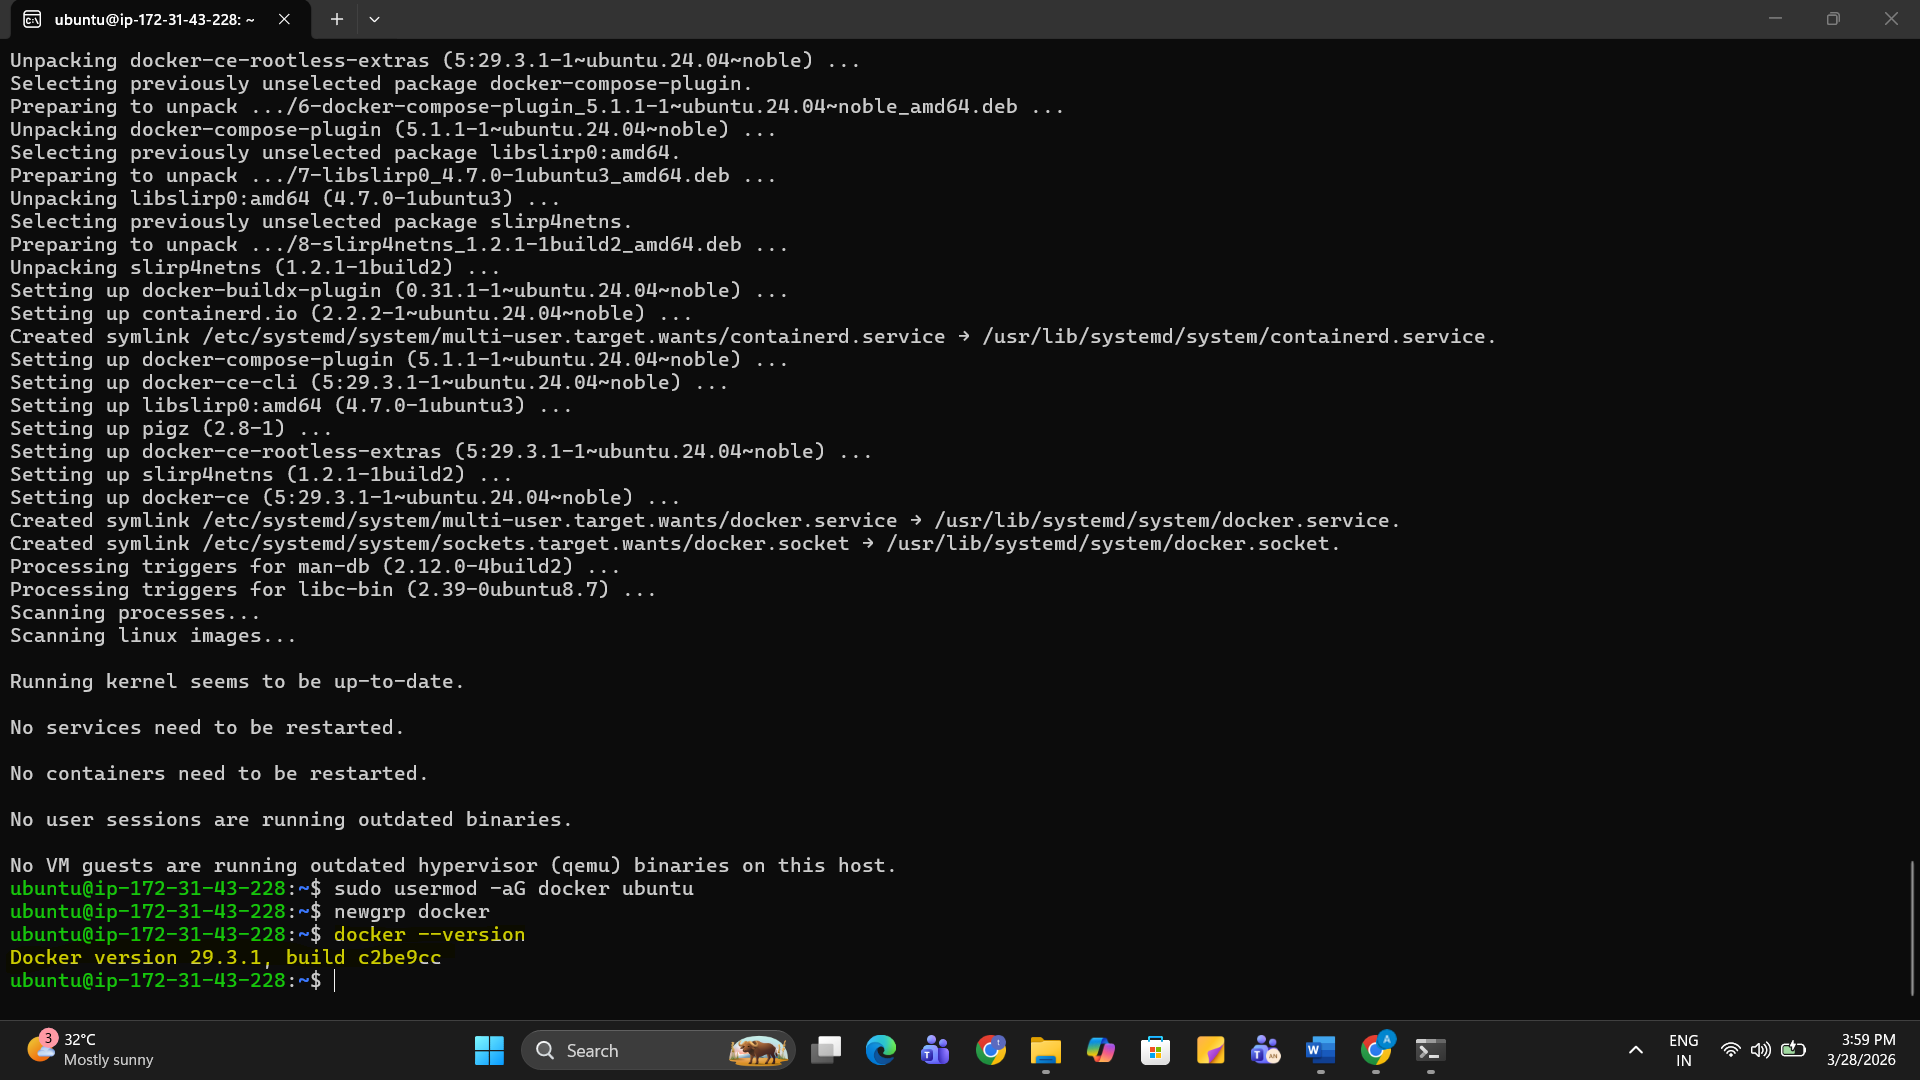 ubuntu@ip-172-31-43-228: ~
Unpacking docker-ce-rootless-extras (5:29.3.1-1~ubuntu.24.04~noble) ...
Selecting previously unselected package docker-compose-plugin.
Preparing to unpack .../6-docker-compose-plugin_5.1.1-1~ubuntu.24.04~noble_amd64.deb ...
Unpacking docker-compose-plugin (5.1.1-1~ubuntu.24.04~noble) ...
Selecting previously unselected package libslirp0:amd64.
Preparing to unpack .../7-libslirp0_4.7.0-1ubuntu3_amd64.deb ...
Unpacking libslirp0:amd64 (4.7.0-1ubuntu3) ...
Selecting previously unselected package slirp4netns.
Preparing to unpack .../8-slirp4netns_1.2.1-1build2_amd64.deb ...
Unpacking slirp4netns (1.2.1-1build2) ...
Setting up docker-buildx-plugin (0.31.1-1~ubuntu.24.04~noble) ...
Setting up containerd.io (2.2.2-1~ubuntu.24.04~noble) ...
Created symlink /etc/systemd/system/multi-user.target.wants/containerd.service → /usr/lib/systemd/system/containerd.service.
Setting up docker-compose-plugin (5.1.1-1~ubuntu.24.04~noble) ...
Setting up docker-ce-cli (5:29.3.1-1~ubuntu.24.04~noble) ...
Setting up libslirp0:amd64 (4.7.0-1ubuntu3) ...
Setting up pigz (2.8-1) ...
Setting up docker-ce-rootless-extras (5:29.3.1-1~ubuntu.24.04~noble) ...
Setting up slirp4netns (1.2.1-1build2) ...
Setting up docker-ce (5:29.3.1-1~ubuntu.24.04~noble) ...
Created symlink /etc/systemd/system/multi-user.target.wants/docker.service → /usr/lib/systemd/system/docker.service.
Created symlink /etc/systemd/system/sockets.target.wants/docker.socket → /usr/lib/systemd/system/docker.socket.
Processing triggers for man-db (2.12.0-4build2) ...
Processing triggers for libc-bin (2.39-0ubuntu8.7) ...
Scanning processes...
Scanning linux images...
Running kernel seems to be up-to-date.
No services need to be restarted.
No containers need to be restarted.
No user sessions are running outdated binaries.
No VM guests are running outdated hypervisor (qemu) binaries on this host.
ubuntu@ip-172-31-43-228:~$ sudo usermod -aG docker ubuntu
ubuntu@ip-172-31-43-228:~$ newgrp docker
ubuntu@ip-172-31-43-228:~$ docker --version
Docker version 29.3.1, build c2be9cc
ubuntu@ip-172-31-43-228:~$
3
32°C
Mostly sunny
Search
ENG
IN
3:59 PM
3/28/2026